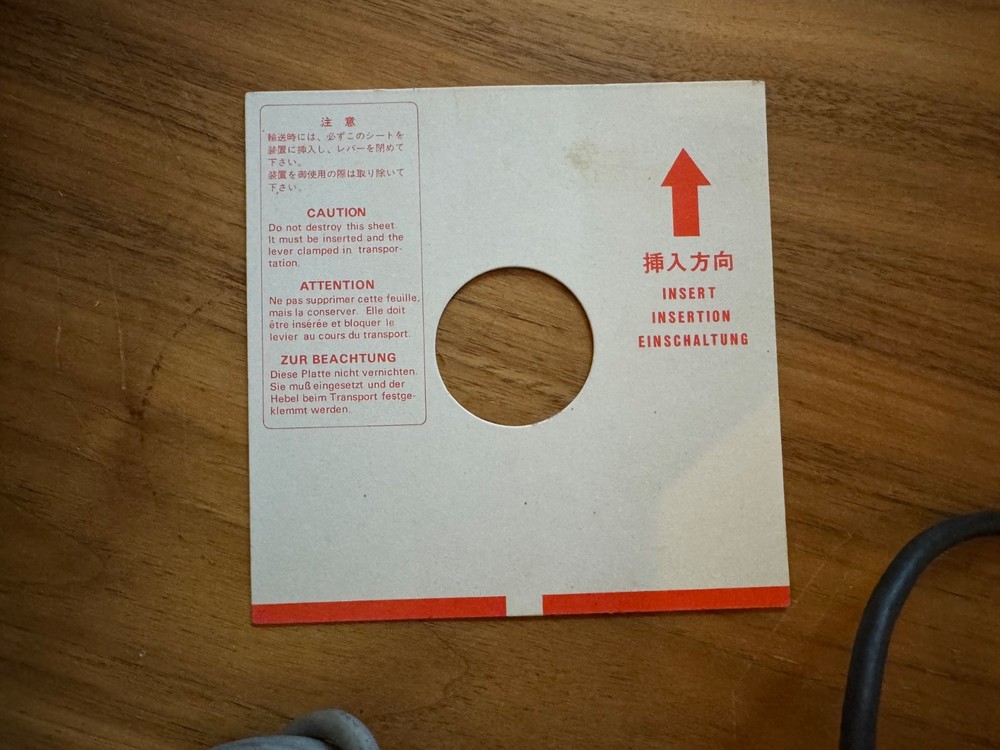 注 意
輸送時には、必ずこのシートを
装置に挿入し、レバーを閉めて
下さい。
装置を御使用の際は取り除いて
下さい。
CAUTION
Do not destroy this sheet.
It must be inserted and the
lever clamped in transpor-
tation.
ATTENTION
Ne pas supprimer cette feuille,
mais la conserver. Elle doit
être insérée et bloquer le
levier au cours du transport.
ZUR BEACHTUNG
Diese Platte nicht vernichten.
Sie muß eingesetzt und der
Hebel beim Transport festge-
klemmt werden.
挿入方向
INSERT
INSERTION
EINSCHALTUNG